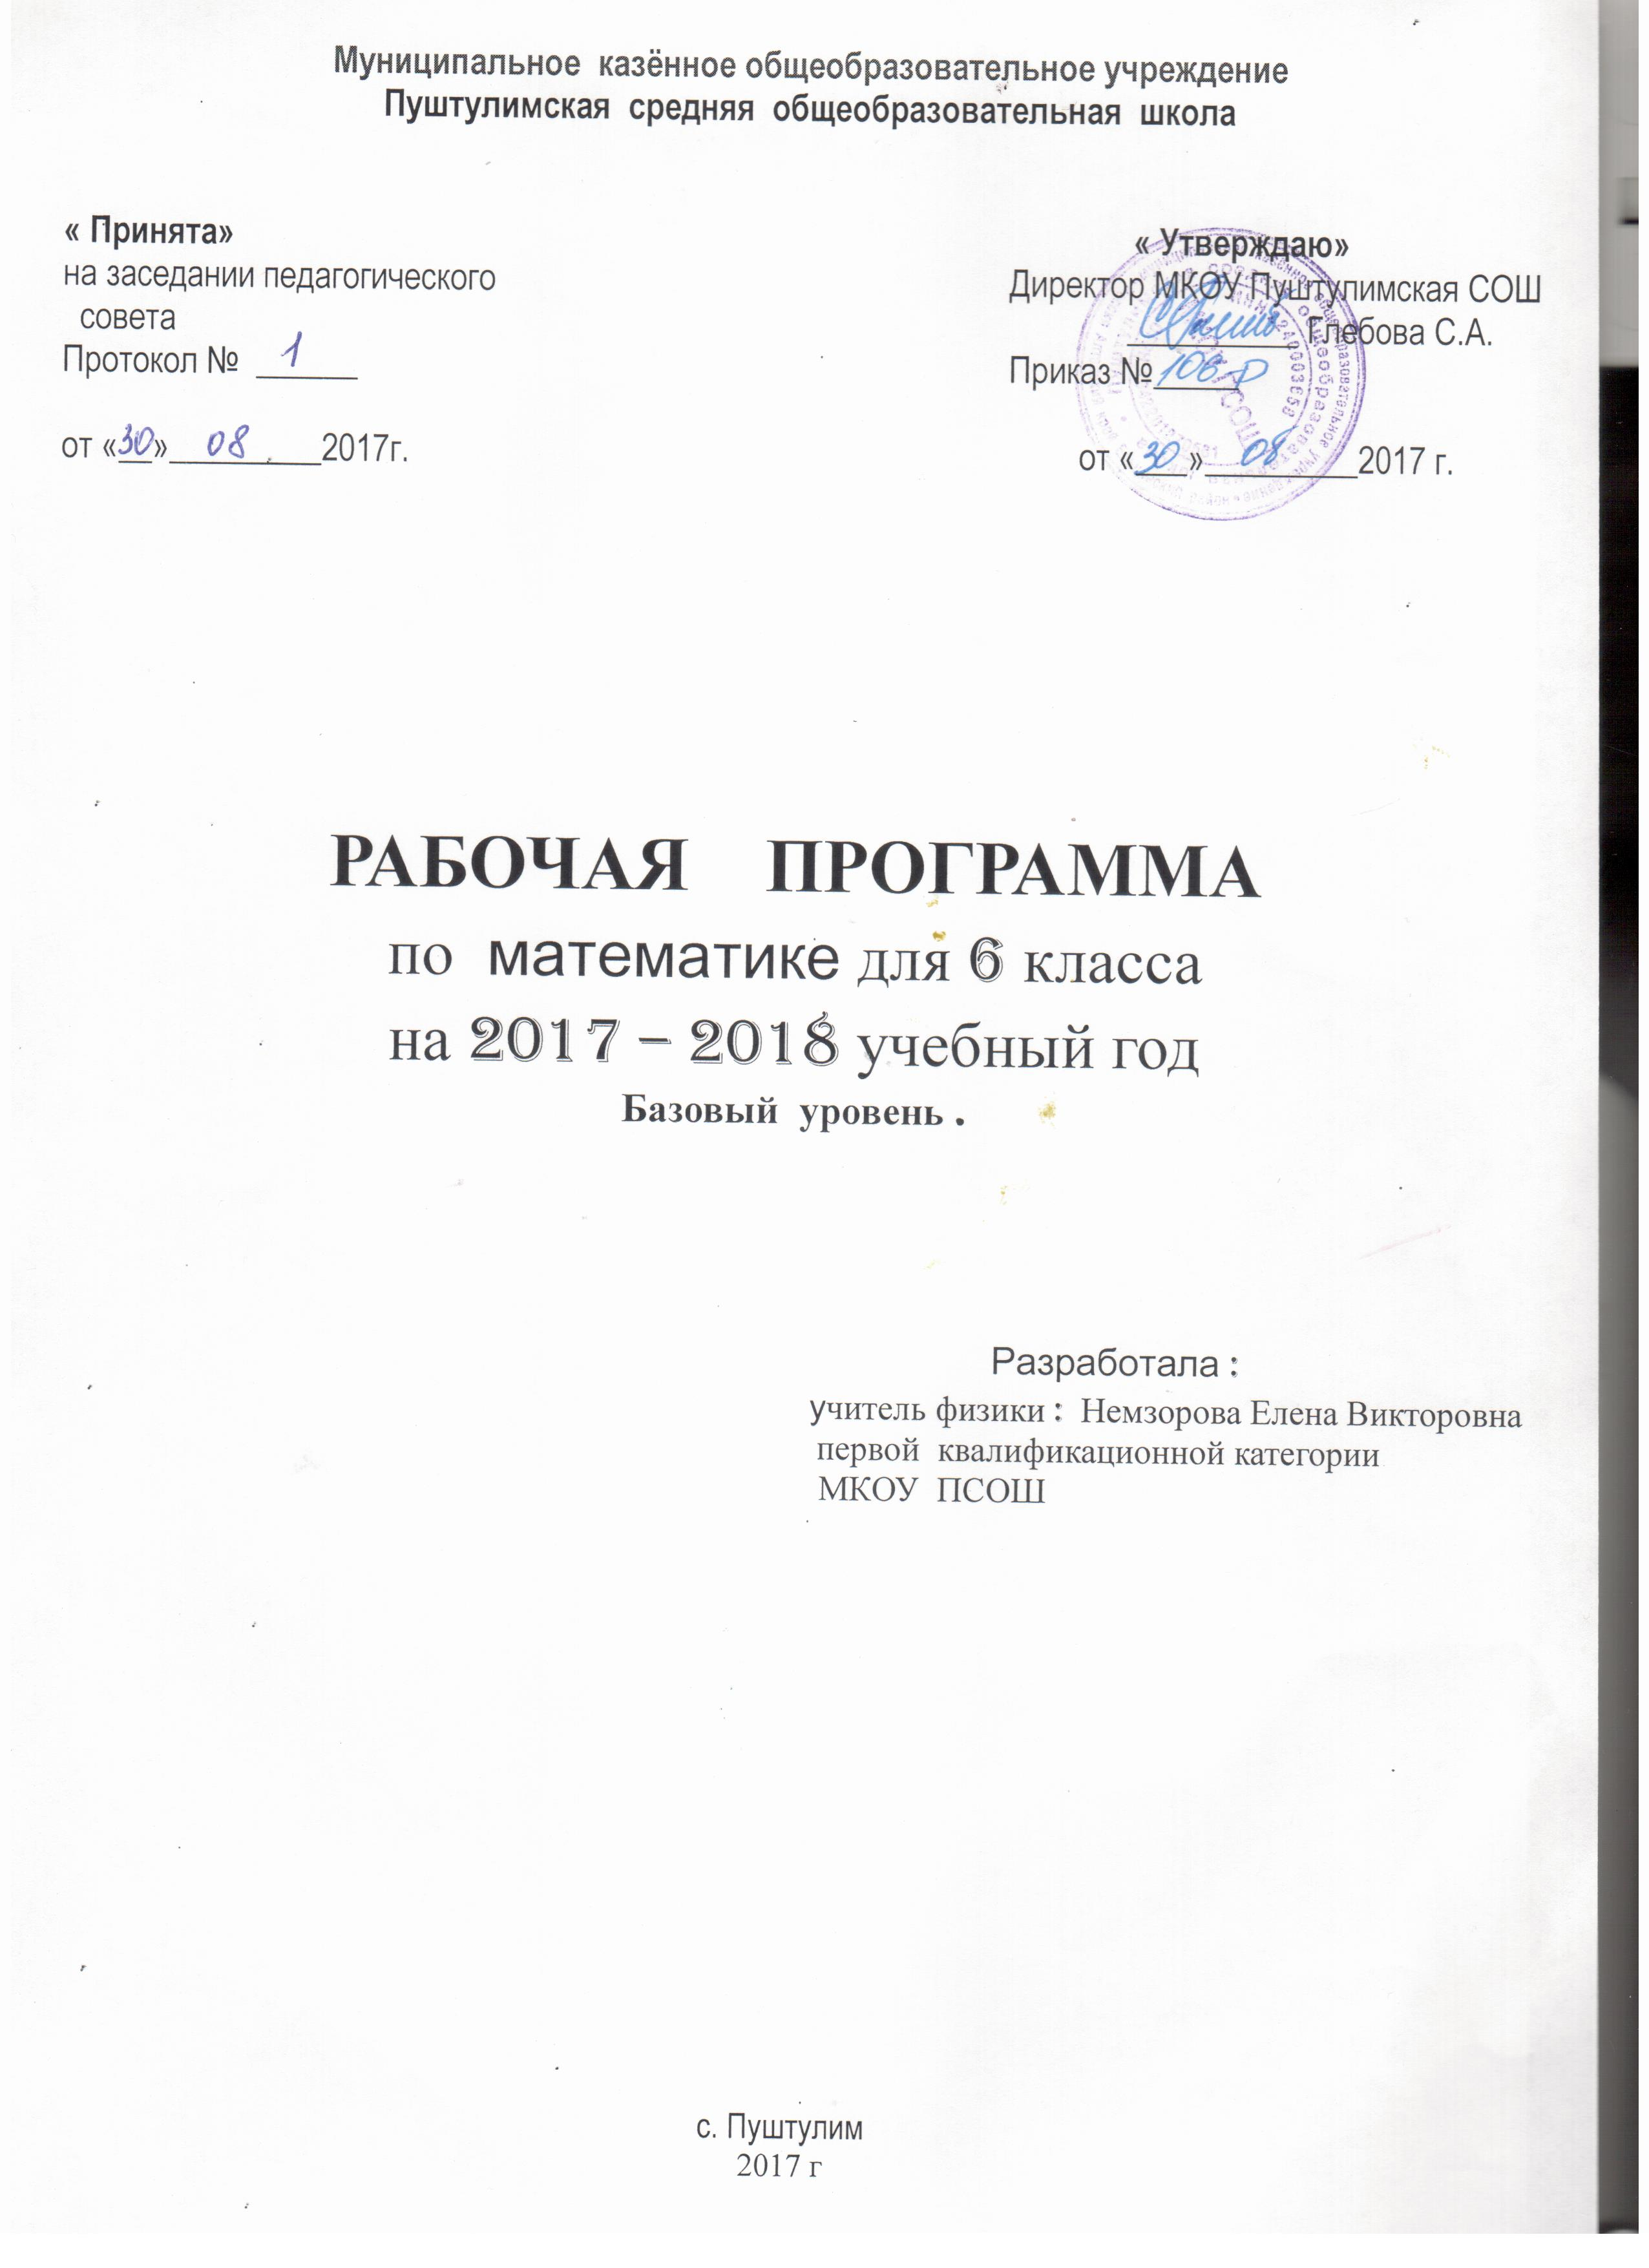 Муниципальное казённое общеобразовательное учреждение
Пуштулимская средняя общеобразовательная школа
« Принята»
на заседании педагогического
совета
Протокол № 1
от «30» 08 2017г.
« Утверждаю»
Директор МКОУ Пуштулимская СОШ
Глебова С.А.
Приказ № 106-р
от «30» 08 2017 г.
РАБОЧАЯ ПРОГРАММА
по математике для 6 класса
на 2017 – 2018 учебный год
Базовый уровень .
Разработала :
учитель физики : Немзорова Елена Викторовна
первой квалификационной категории
МКОУ ПСОШ
с. Пуштулим
2017 г